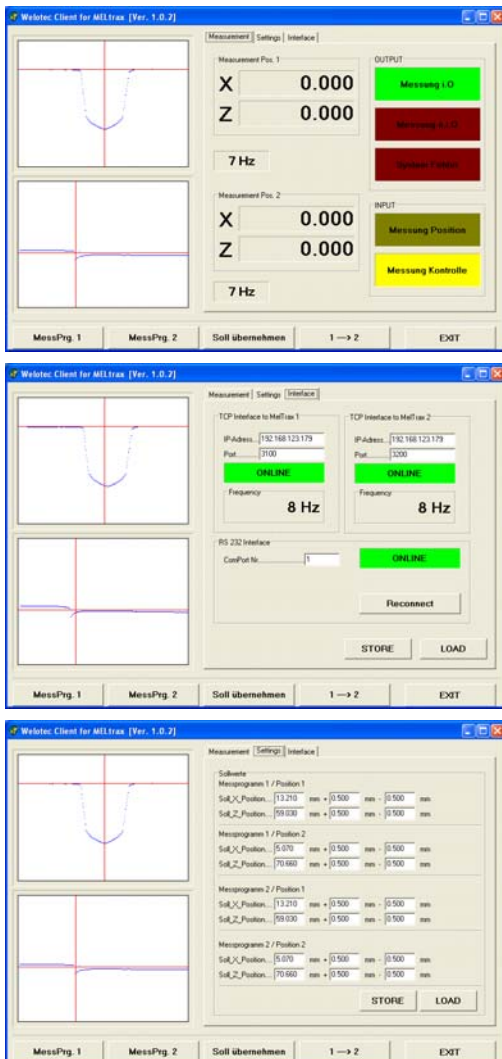 Welotec Client for MELtrax [Ver. 1.0.2]
Measurement Settings Interface
Measurement Pos. 1
X 0.000
Z 0.000
7 Hz
Measurement Pos. 2
X 0.000
Z 0.000
7 Hz
OUTPUT
Messung i.O
Messung n.i.O
System Fehler
INPUT
Messung Position
Messung Kontrolle
MessPrg. 1 MessPrg. 2 Soll übernehmen 1 --> 2 EXIT
Welotec Client for MELtrax [Ver. 1.0.2]
Measurement Settings Interface
TCP Interface to MelTrax 1
IP-Adress... 192.168.123.179
Port............ 3100
ONLINE
Frequency
8 Hz
TCP Interface to MelTrax 2
IP-Adress... 192.168.123.179
Port............ 3200
ONLINE
Frequency
8 Hz
RS 232 Interface
ComPort Nr. 1
ONLINE
Reconnect
STORE LOAD
MessPrg. 1 MessPrg. 2 Soll übernehmen 1 --> 2 EXIT
Welotec Client for MELtrax [Ver. 1.0.2]
Measurement Settings Interface
Sollwerte
Messprogramm 1 / Position 1
Soll_X_Position... 13.210 mm + 0.500 mm - 0.500 mm
Soll_Z_Position... 59.030 mm + 0.500 mm - 0.500 mm
Messprogramm 1 / Position 2
Soll_X_Position... 5.070 mm + 0.500 mm - 0.500 mm
Soll_Z_Position... 70.660 mm + 0.500 mm - 0.500 mm
Messprogramm 2 / Position 1
Soll_X_Position... 13.210 mm + 0.500 mm - 0.500 mm
Soll_Z_Position... 59.030 mm + 0.500 mm - 0.500 mm
Messprogramm 2 / Position 2
Soll_X_Position... 5.070 mm + 0.500 mm - 0.500 mm
Soll_Z_Position... 70.660 mm + 0.500 mm - 0.500 mm
STORE LOAD
MessPrg. 1 MessPrg. 2 Soll übernehmen 1 --> 2 EXIT